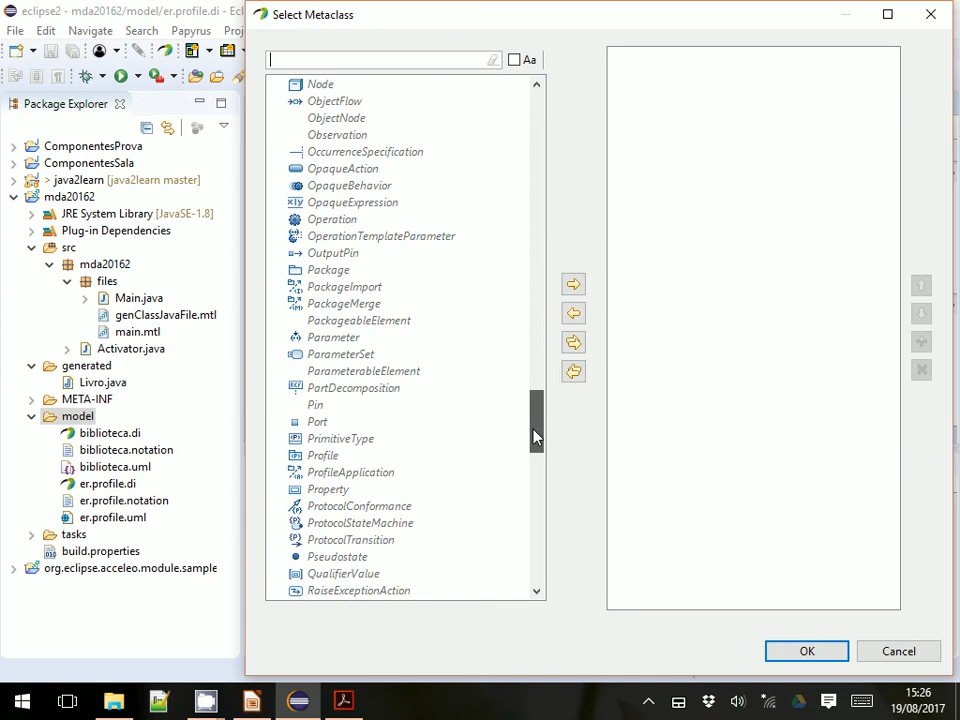 eclipse2 - mda20162/model/er.profile.di - Ecl
File Edit Navigate Search Papyrus Proj
Package Explorer
ComponentesProva
ComponentesSala
> java2learn [java2learn master]
mda20162
JRE System Library [JavaSE-1.8]
Plug-in Dependencies
src
mda20162
files
Main.java
genClassJavaFile.mtl
main.mtl
Activator.java
generated
Livro.java
META-INF
model
biblioteca.di
biblioteca.notation
biblioteca.uml
er.profile.di
er.profile.notation
er.profile.uml
tasks
build.properties
org.eclipse.acceleo.module.sample
Select Metaclass
Aa
Node
ObjectFlow
ObjectNode
Observation
OccurrenceSpecification
OpaqueAction
OpaqueBehavior
OpaqueExpression
Operation
OperationTemplateParameter
OutputPin
Package
PackageImport
PackageMerge
PackageableElement
Parameter
ParameterSet
ParameterableElement
PartDecomposition
Pin
Port
PrimitiveType
Profile
ProfileApplication
Property
ProtocolConformance
ProtocolStateMachine
ProtocolTransition
Pseudostate
QualifierValue
RaiseExceptionAction
OK Cancel
15:26
19/08/2017